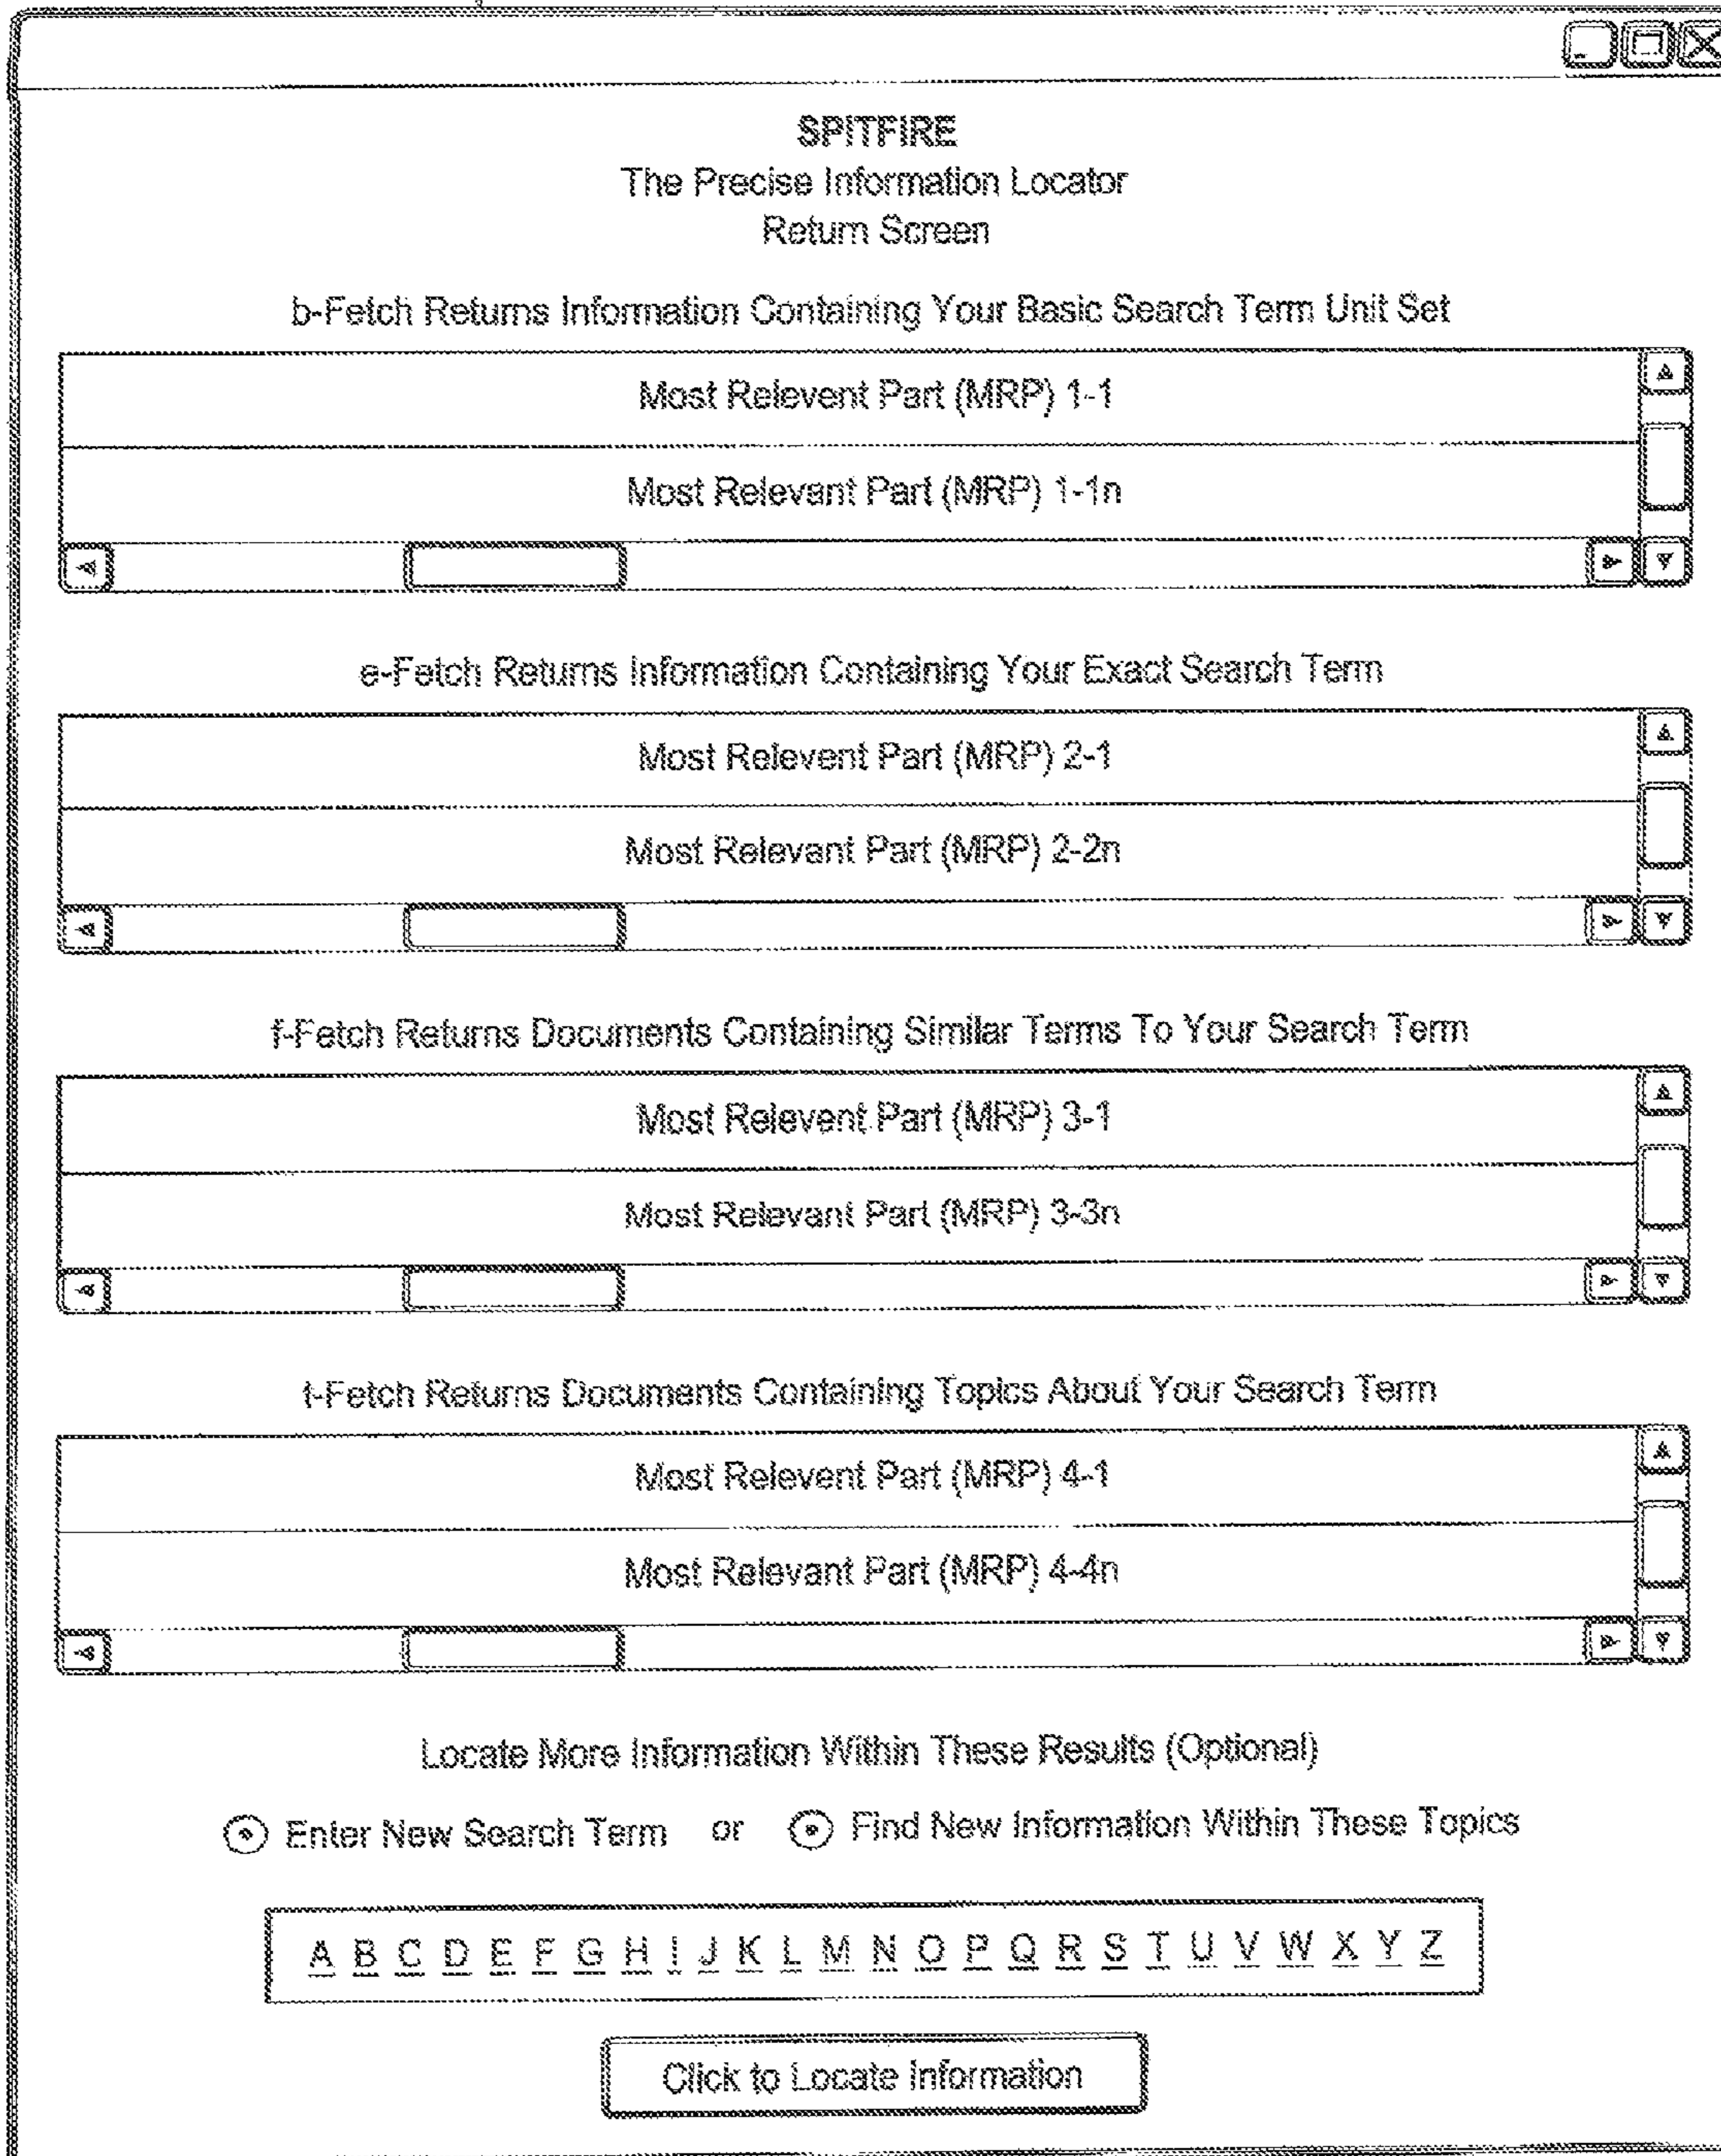 SPITFIRE
The Precise Information Locator
Return Screen
b-Fetch Returns Information Containing Your Basic Search Term Unit Set
Most Relevent Part (MRP) 1-1
Most Relevant Part (MRP) 1-1n
e-Fetch Returns Information Containing Your Exact Search Term
Most Relevent Part (MRP) 2-1
Most Relevant Part (MRP) 2-2n
f-Fetch Returns Documents Containing Similar Terms To Your Search Term
Most Relevent Part (MRP) 3-1
Most Relevant Part (MRP) 3-3n
t-Fetch Returns Documents Containing Topics About Your Search Term
Most Relevent Part (MRP) 4-1
Most Relevant Part (MRP) 4-4n
Locate More Information Within These Results (Optional)
Enter New Search Term or Find New Information Within These Topics
A B C D E F G H I J K L M N O P Q R S T U V W X Y Z
Click to Locate Information